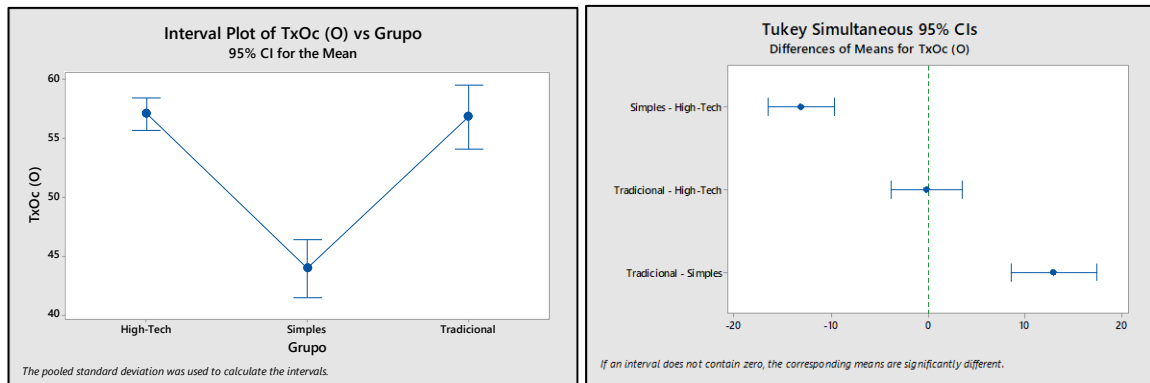 Interval Plot of TxOc (O) vs Grupo
95% CI for the Mean
TxOc (O)
60
55
50
45
40
High-Tech Simples Tradicional
Grupo
The pooled standard deviation was used to calculate the intervals.
Tukey Simultaneous 95% CIs
Differences of Means for TxOc (O)
Simples - High-Tech
Tradicional - High-Tech
Tradicional - Simples
-20 -10 0 10 20
If an interval does not contain zero, the corresponding means are significantly different.